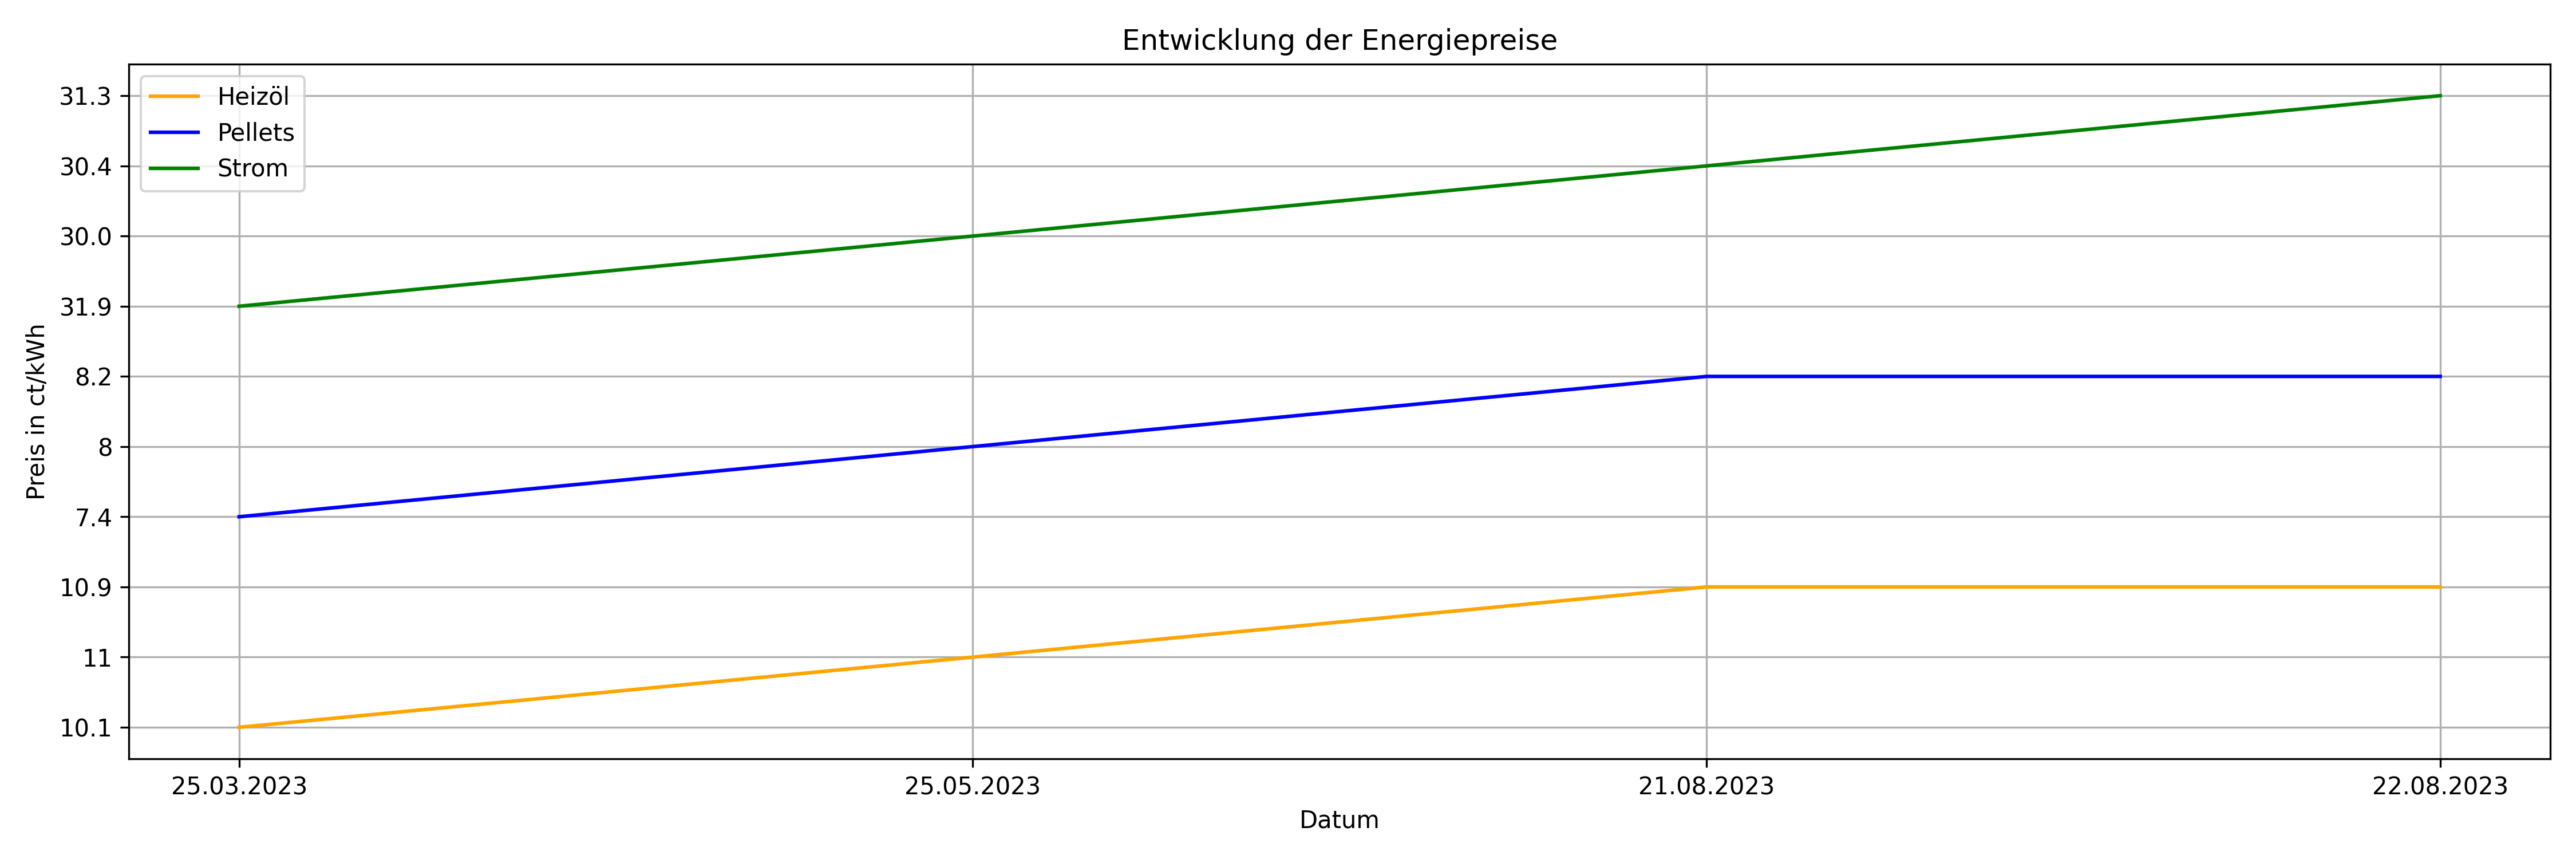 Entwicklung der Energiepreise
Heizöl
Pellets
Strom
31.3
30.4
30.0
31.9
8.2
8
7.4
10.9
11
10.1
Preis in ct/kWh
25.03.2023
25.05.2023
21.08.2023
22.08.2023
Datum